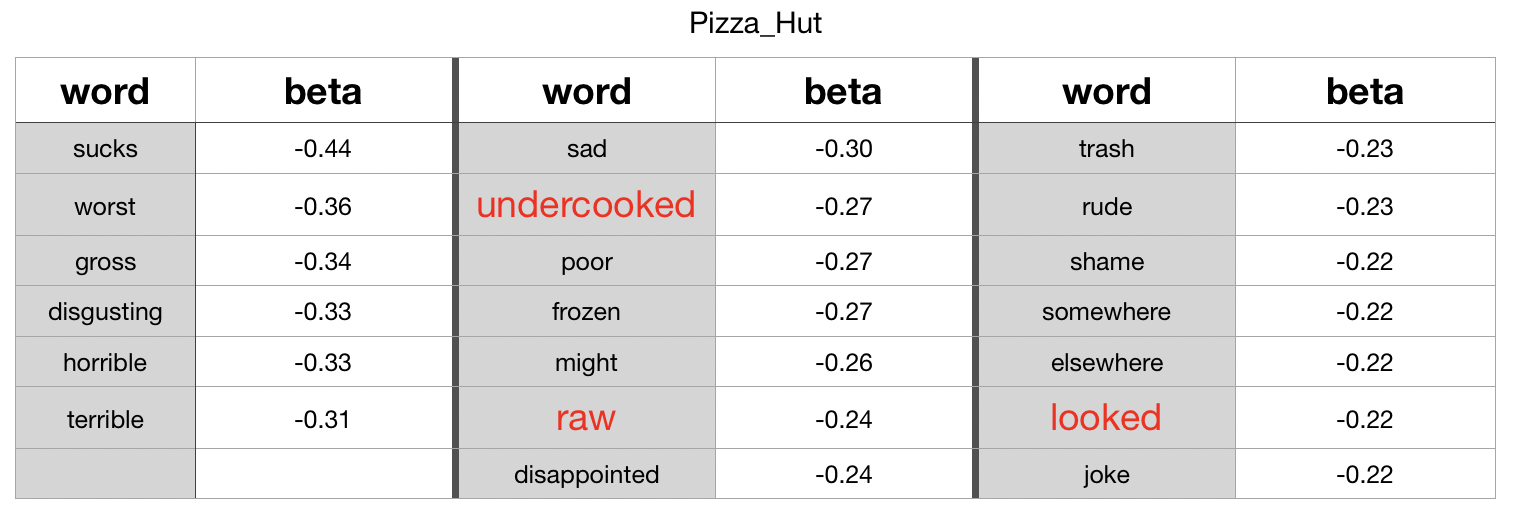 Pizza_Hut
word beta word beta word beta
sucks -0.44 sad -0.30 trash -0.23
worst -0.36 undercooked -0.27 rude -0.23
gross -0.34 poor -0.27 shame -0.22
disgusting -0.33 frozen -0.27 somewhere -0.22
horrible -0.33 might -0.26 elsewhere -0.22
terrible -0.31 raw -0.24 looked -0.22
disappointed -0.24 joke -0.22